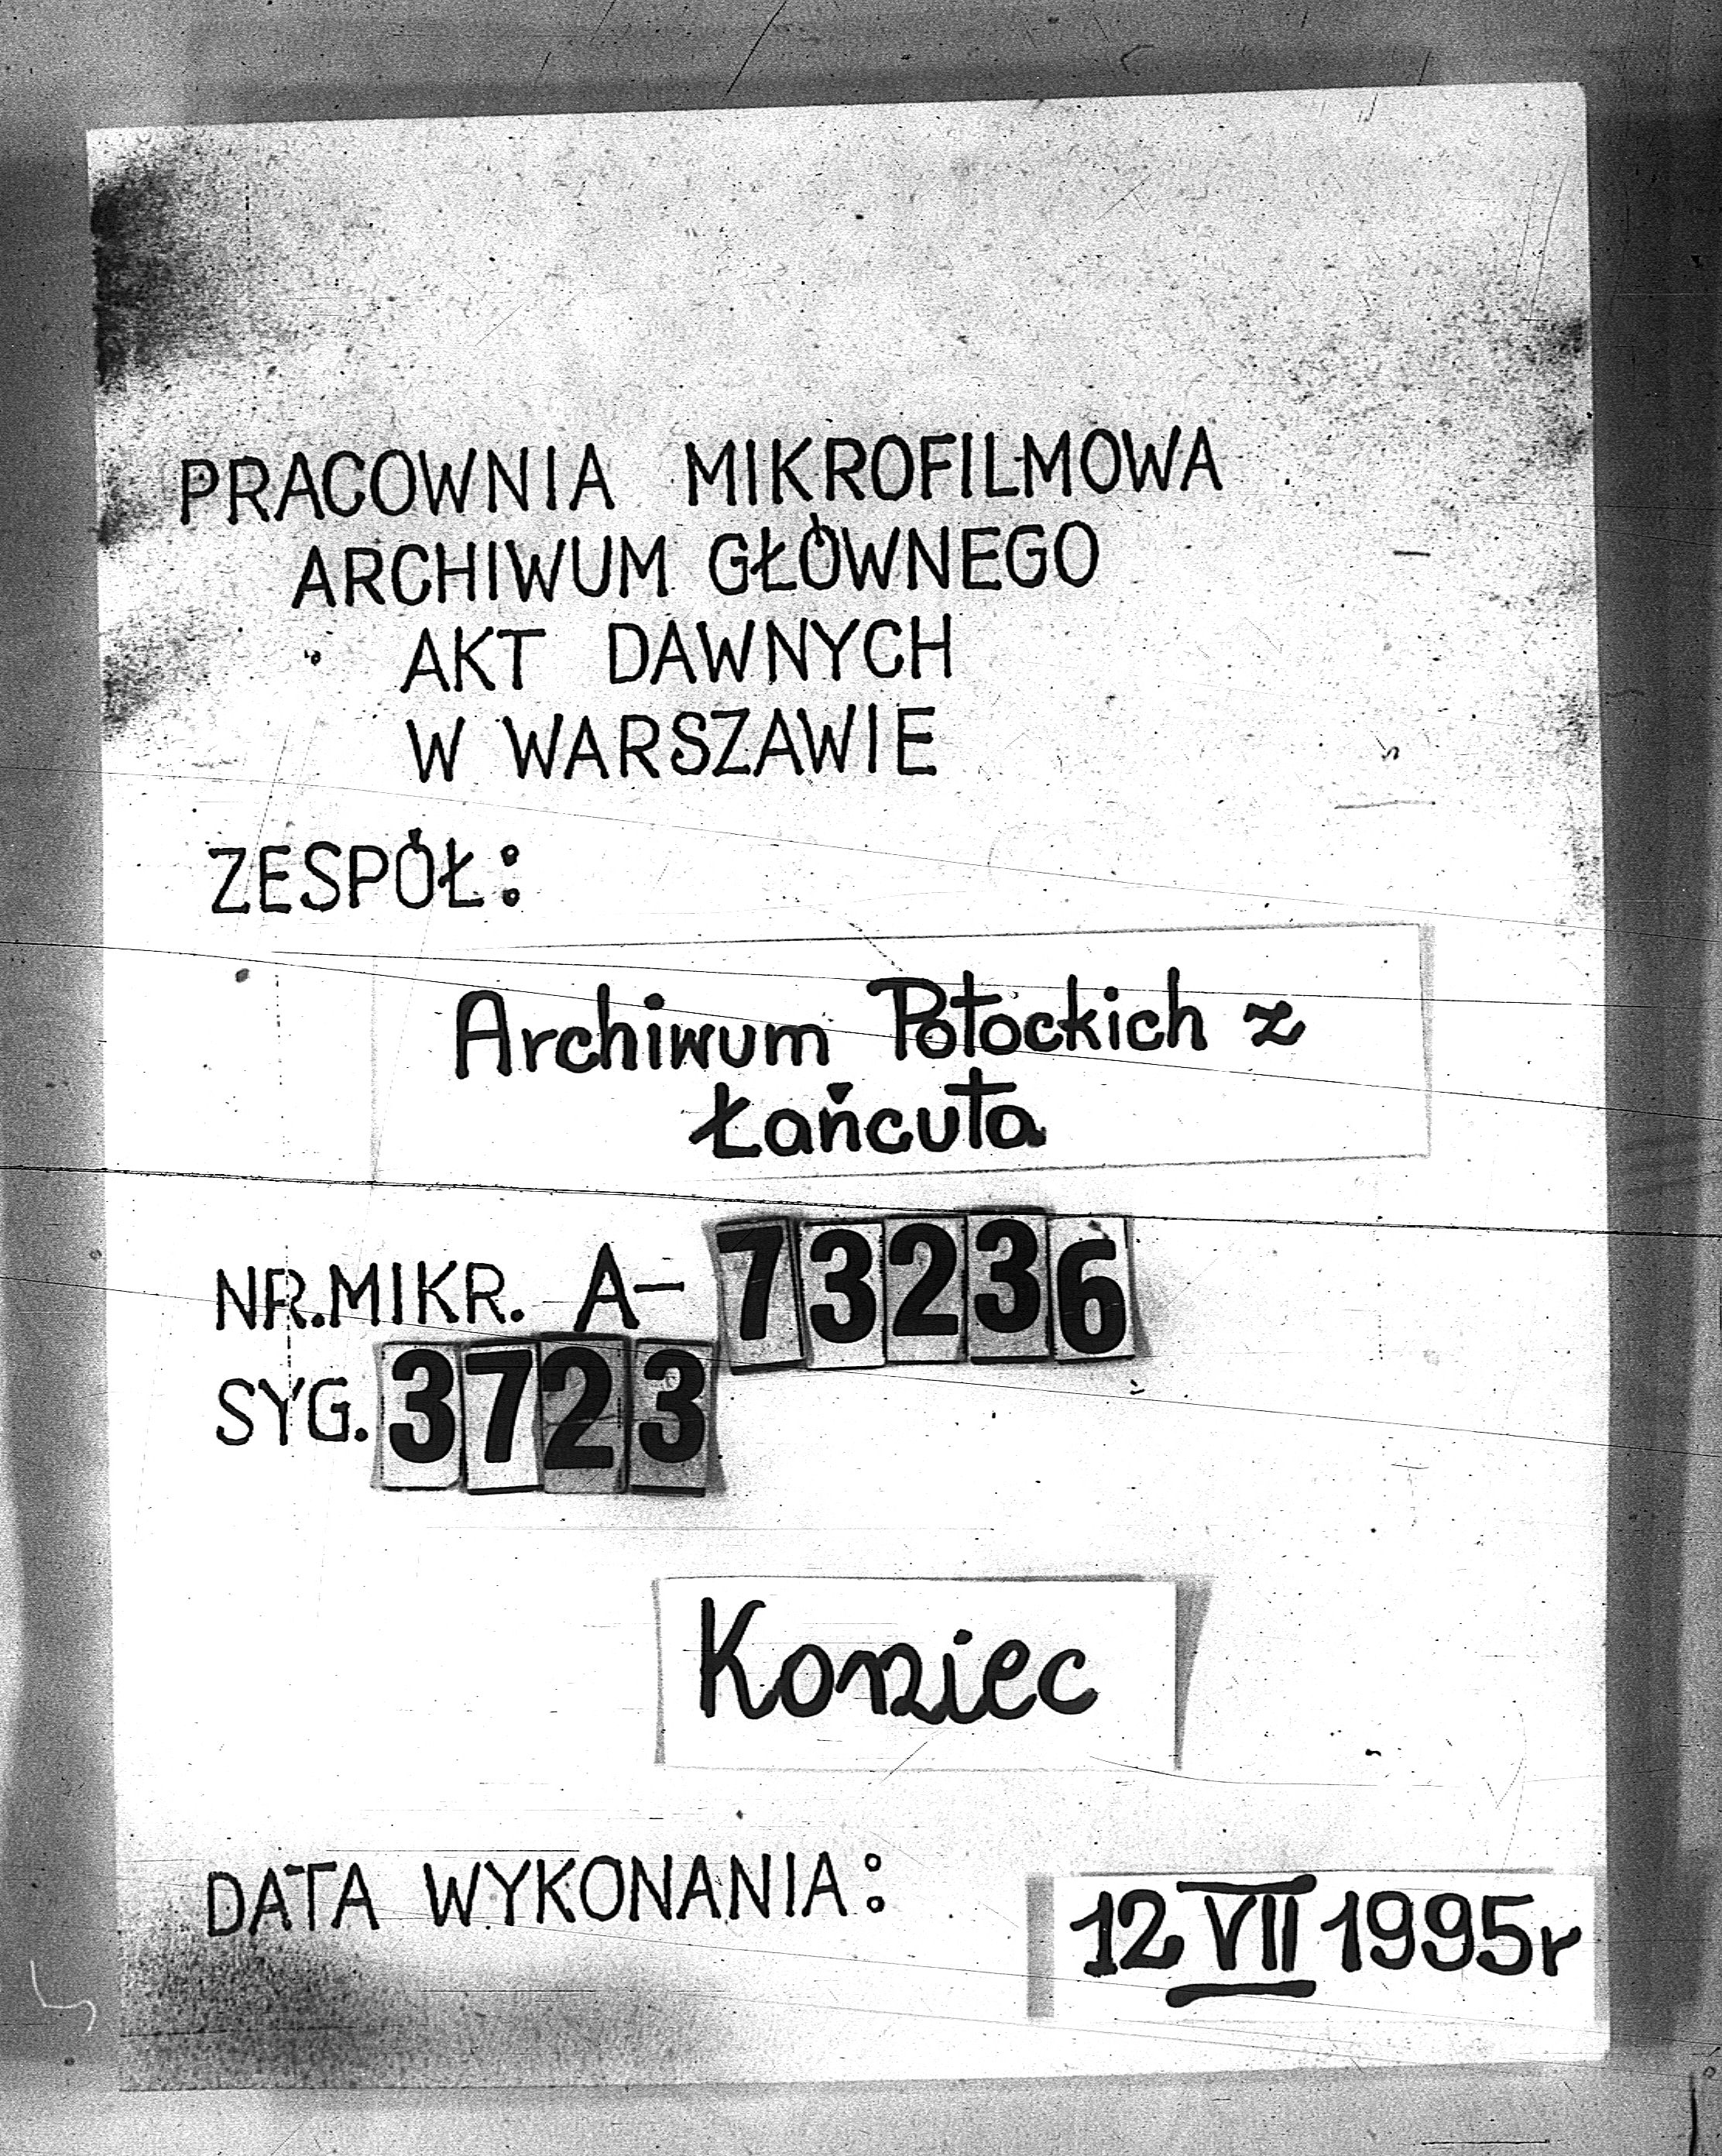 PRACOWNIA MIKROFILMOWA
ARCHIWUM GŁÓWNEGO
AKT DAWNYCH
W WARSZAWIE
ZESPÓŁ:
Archiwum Potockich z
Łańcuta
NR.MIKR. A-73236
SYG. 3723
Koniec
DATA WYKONANIA: 12 VII 1995r